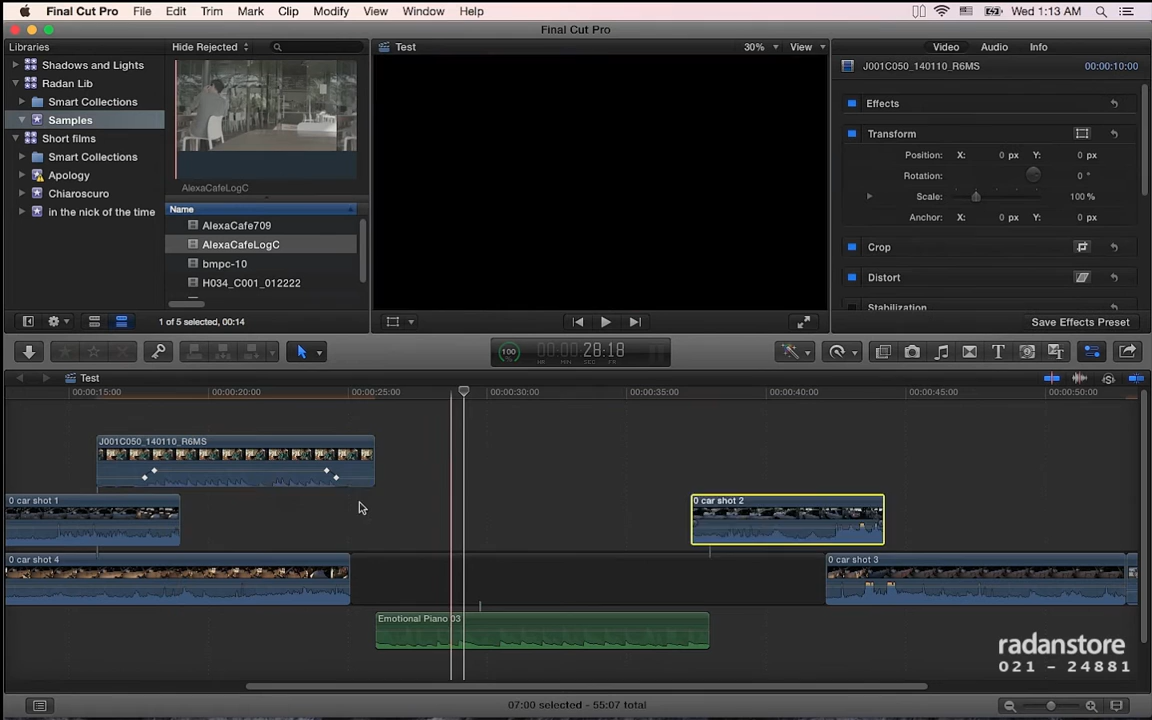 Final Cut Pro File Edit Trim Mark Clip Modify View Window Help Wed 1:13 AM
Final Cut Pro
Libraries Hide Rejected Test 30% View Video Audio Info
Shadows and Lights
Radan Lib
Smart Collections
Samples
Short films
Smart Collections
Apology
Chiaroscuro
in the nick of the time
AlexaCafeLogC
Name
AlexaCafe709
AlexaCafeLogC
bmpc-10
H034_C001_012222
1 of 5 selected, 00:14
J001C050_140110_R6MS 00:00:10:00
Effects
Transform
Position: X: 0 px Y: 0 px
Rotation: 0 °
Scale: 100 %
Anchor: X: 0 px Y: 0 px
Crop
Distort
Stabilization
Save Effects Preset
100 00:00:28:18
HR MIN SEC FR
Test
00:00:15:00 00:00:20:00 00:00:25:00 00:00:30:00 00:00:35:00 00:00:40:00 00:00:45:00 00:00:50:00
J001C050_140110_R6MS
0 car shot 1
0 car shot 2
0 car shot 4
0 car shot 3
Emotional Piano 03
radanstore
021 - 24881
07:00 selected - 55:07 total